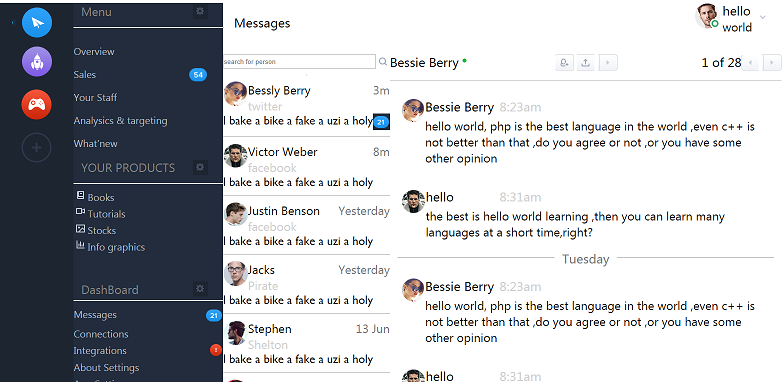 Menu
Overview
Sales 54
Your Staff
Analysics & targeting
What'new
YOUR PRODUCTS
Books
Tutorials
Stocks
Info graphics
DashBoard
Messages 21
Connections
Integrations !
About Settings
Messages
hello
world
search for person
Bessly Berry 3m
twitter
I bake a bike a fake a uzi a holy 21
Victor Weber 8m
facebook
I bake a bike a fake a uzi a holy
Justin Benson Yesterday
facebook
I bake a bike a fake a uzi a holy
Jacks Yesterday
Pirate
I bake a bike a fake a uzi a holy
Stephen 13 Jun
Shelton
I bake a bike a fake a uzi a holy
Bessie Berry
1 of 28
Bessie Berry 8:23am
hello world, php is the best language in the world ,even c++ is
not better than that ,do you agree or not ,or you have some
other opinion
hello 8:31am
the best is hello world learning ,then you can learn many
languages at a short time,right?
Tuesday
Bessie Berry 8:23am
hello world, php is the best language in the world ,even c++ is
not better than that ,do you agree or not ,or you have some
other opinion
hello 8:31am